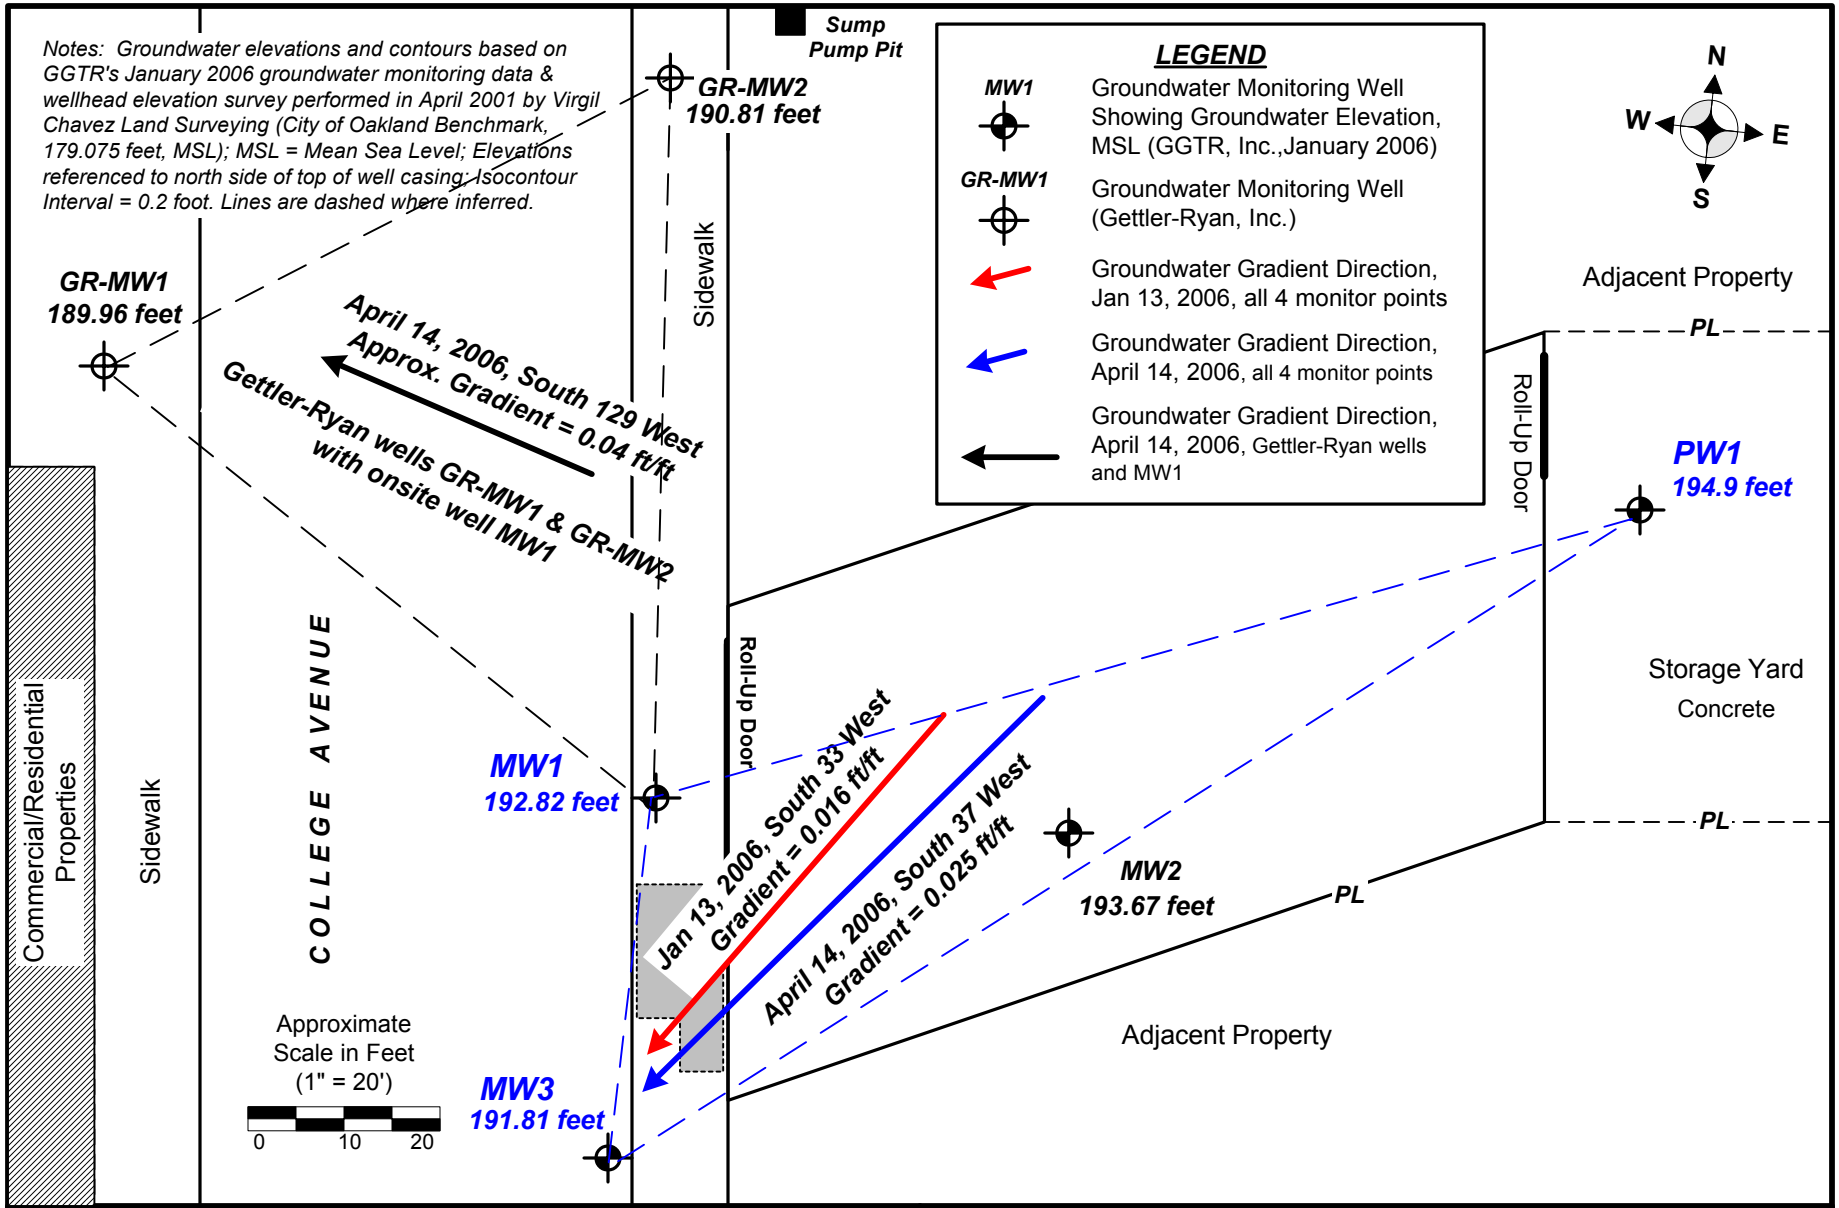 Notes: Groundwater elevations and contours based on
GGTR's January 2006 groundwater monitoring data &
wellhead elevation survey performed in April 2001 by Virgil
Chavez Land Surveying (City of Oakland Benchmark,
179.075 feet, MSL); MSL = Mean Sea Level; Elevations
referenced to north side of top of well casing; Isocontour
Interval = 0.2 foot. Lines are dashed where inferred.
Sump
Pump Pit
GR-MW2
190.81 feet
LEGEND
MW1
Groundwater Monitoring Well
Showing Groundwater Elevation,
MSL (GGTR, Inc.,January 2006)
GR-MW1
Groundwater Monitoring Well
(Gettler-Ryan, Inc.)
Groundwater Gradient Direction,
Jan 13, 2006, all 4 monitor points
Groundwater Gradient Direction,
April 14, 2006, all 4 monitor points
Groundwater Gradient Direction,
April 14, 2006, Gettler-Ryan wells
and MW1
N
W
E
S
Adjacent Property
PL
GR-MW1
189.96 feet
Sidewalk
April 14, 2006, South 129 West
Approx. Gradient = 0.04 ft/ft
Gettler-Ryan wells GR-MW1 & GR-MW2
with onsite well MW1
Roll-Up Door
PW1
194.9 feet
Storage Yard
Concrete
PL
Commercial/Residential
Properties
Sidewalk
COLLEGE AVENUE
Roll-Up Door
MW1
192.82 feet
Jan 13, 2006, South 33 West
Gradient = 0.016 ft/ft
April 14, 2006, South 37 West
Gradient = 0.025 ft/ft
MW2
193.67 feet
PL
Adjacent Property
Approximate
Scale in Feet
(1" = 20')
0 10 20
MW3
191.81 feet